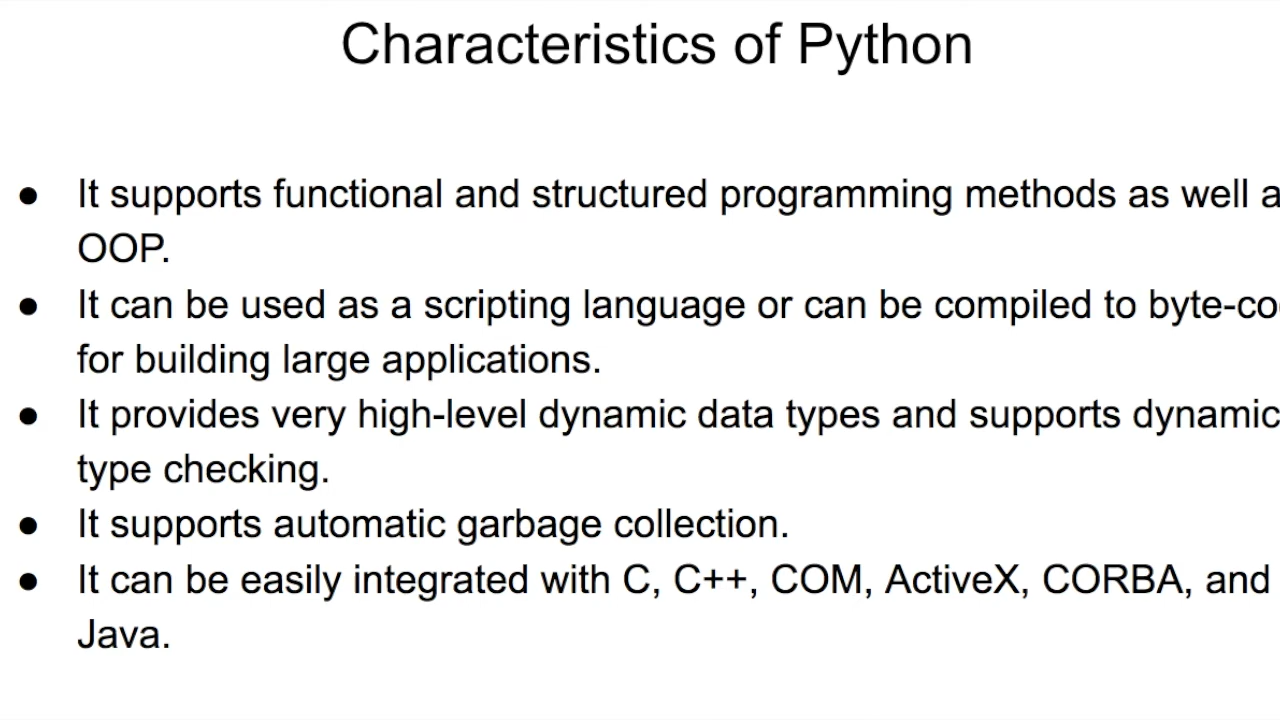 Characteristics of Python
● It supports functional and structured programming methods as well a
OOP.
● It can be used as a scripting language or can be compiled to byte-co
for building large applications.
● It provides very high-level dynamic data types and supports dynamic
type checking.
● It supports automatic garbage collection.
● It can be easily integrated with C, C++, COM, ActiveX, CORBA, and
Java.